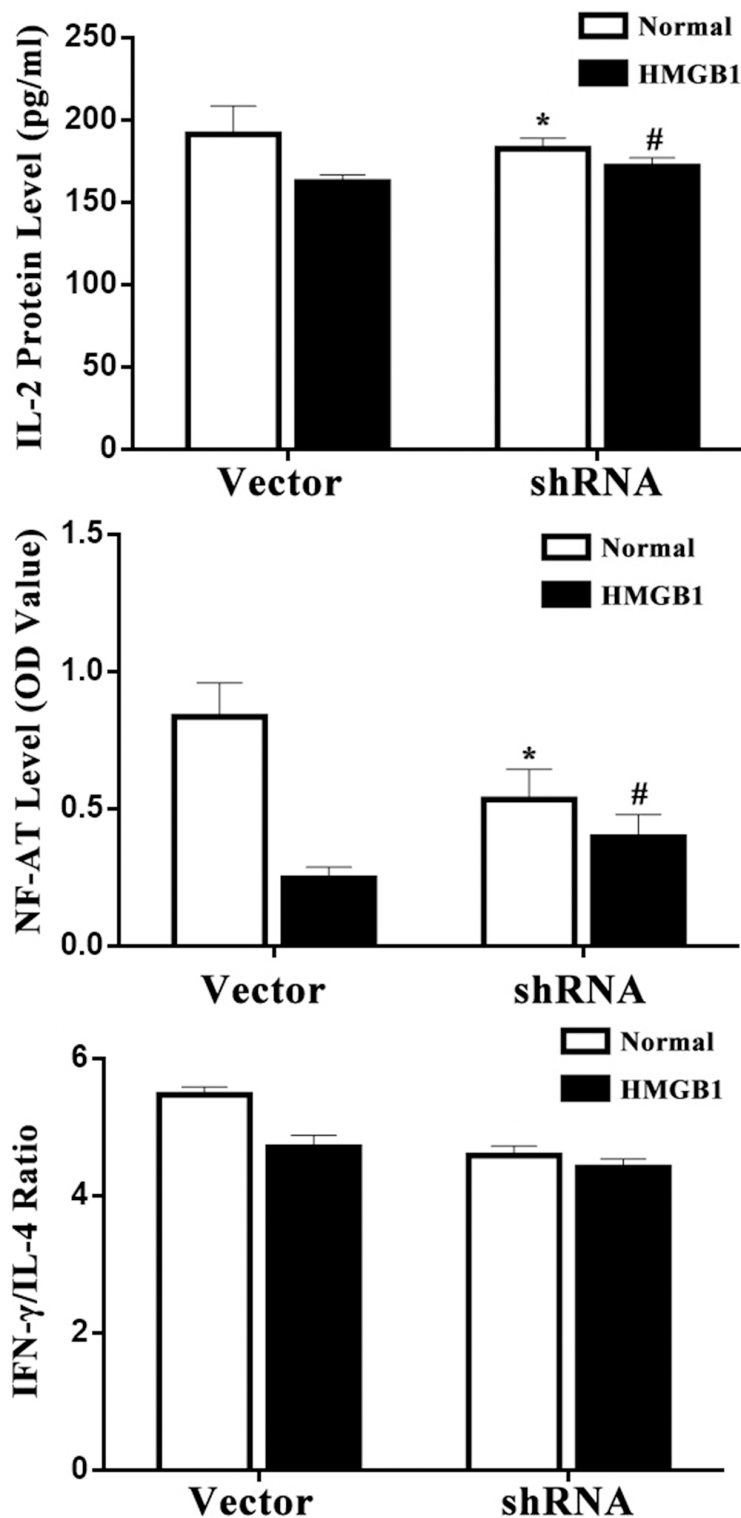 IL-2 Protein Level (pg/ml)
250
200
150
100
50
0
Normal
HMGB1
*
#
Vector shRNA
NF-AT Level (OD Value)
1.5
1.0
0.5
0.0
Normal
HMGB1
*
#
Vector shRNA
IFN-γ/IL-4 Ratio
6
4
2
0
Normal
HMGB1
Vector shRNA